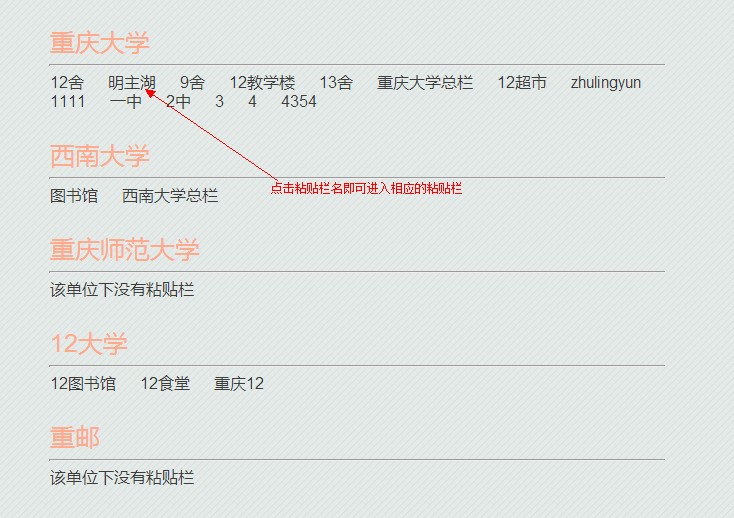 重庆大学
12舍 明主湖 9舍 12教学楼 13舍 重庆大学总栏 12超市 zhulingyun
1111 一中 2中 3 4 4354
西南大学
点击粘贴栏名即可进入相应的粘贴栏
图书馆 西南大学总栏
重庆师范大学
该单位下没有粘贴栏
12大学
12图书馆 12食堂 重庆12
重邮
该单位下没有粘贴栏